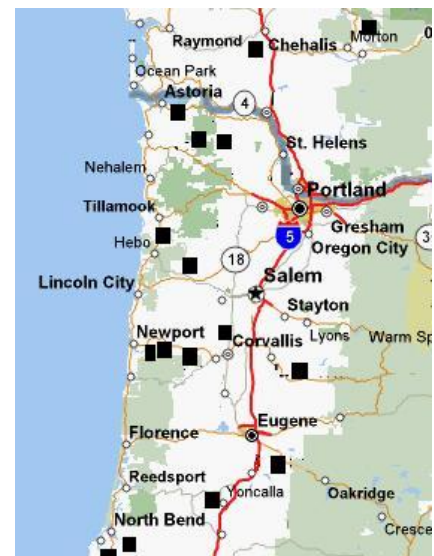 Raymond
Chehalis
Morton
Ocean Park
Astoria
4
St. Helens
Nehalem
Portland
Tillamook
Gresham
5
Oregon City
Hebo
18
3
Salem
Lincoln City
Stayton
Newport
Lyons
Corvallis
Warm Sp
Eugene
Florence
Reedsport
Yoncalla
Oakridge
North Bend
Cresce